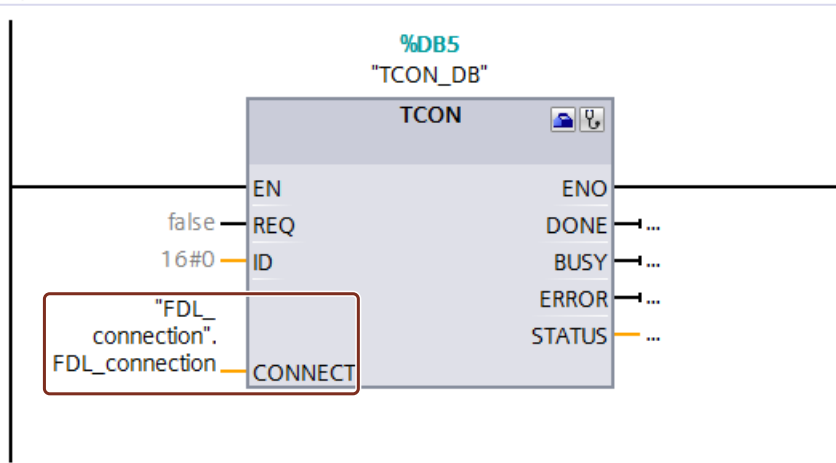 %DB5
"TCON_DB"
TCON
EN
ENO
false
REQ
DONE
...
16#0
ID
BUSY
...
ERROR
...
"FDL_
connection".
FDL_connection
CONNECT
STATUS
...